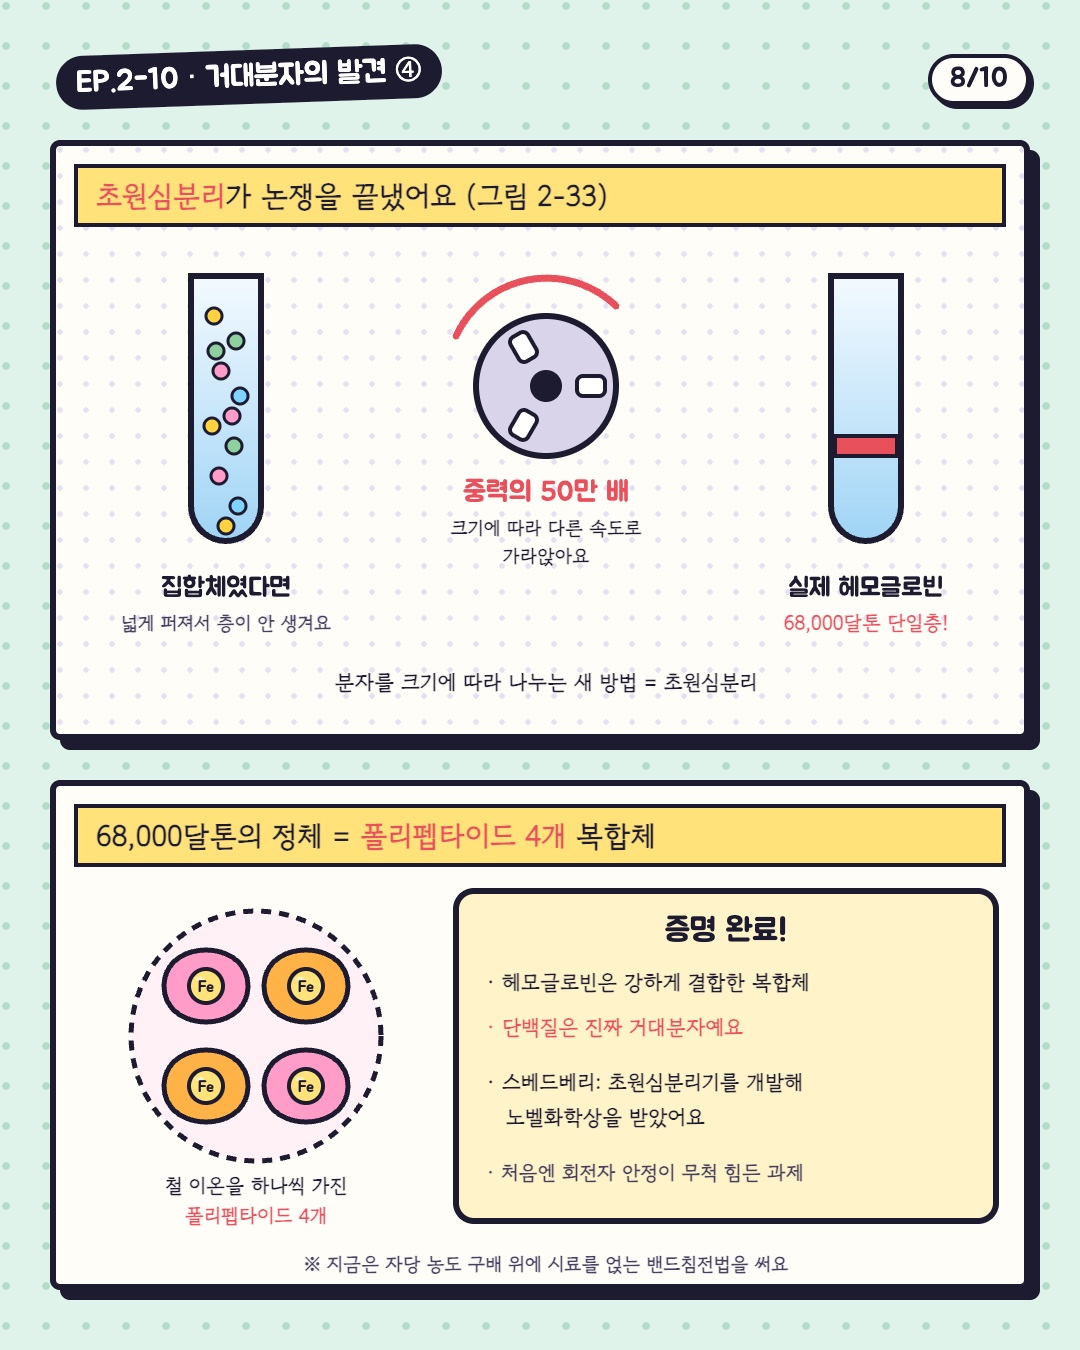 EP.2-10 · 거대분자의 발견 ④
8/10
초원심분리가 논쟁을 끝냈어요 (그림 2-33)
중력의 50만 배
크기에 따라 다른 속도로
가라앉아요
집합체였다면
넓게 퍼져서 층이 안 생겨요
실제 헤모글로빈
68,000달톤 단일층!
분자를 크기에 따라 나누는 새 방법 = 초원심분리
68,000달톤의 정체 = 폴리펩타이드 4개 복합체
Fe
Fe
Fe
Fe
철 이온을 하나씩 가진
폴리펩타이드 4개
증명 완료!
· 헤모글로빈은 강하게 결합한 복합체
· 단백질은 진짜 거대분자예요
· 스베드베리: 초원심분리기를 개발해
노벨화학상을 받았어요
· 처음엔 회전자 안정이 무척 힘든 과제
※ 지금은 자당 농도 구배 위에 시료를 얹는 밴드침전법을 써요